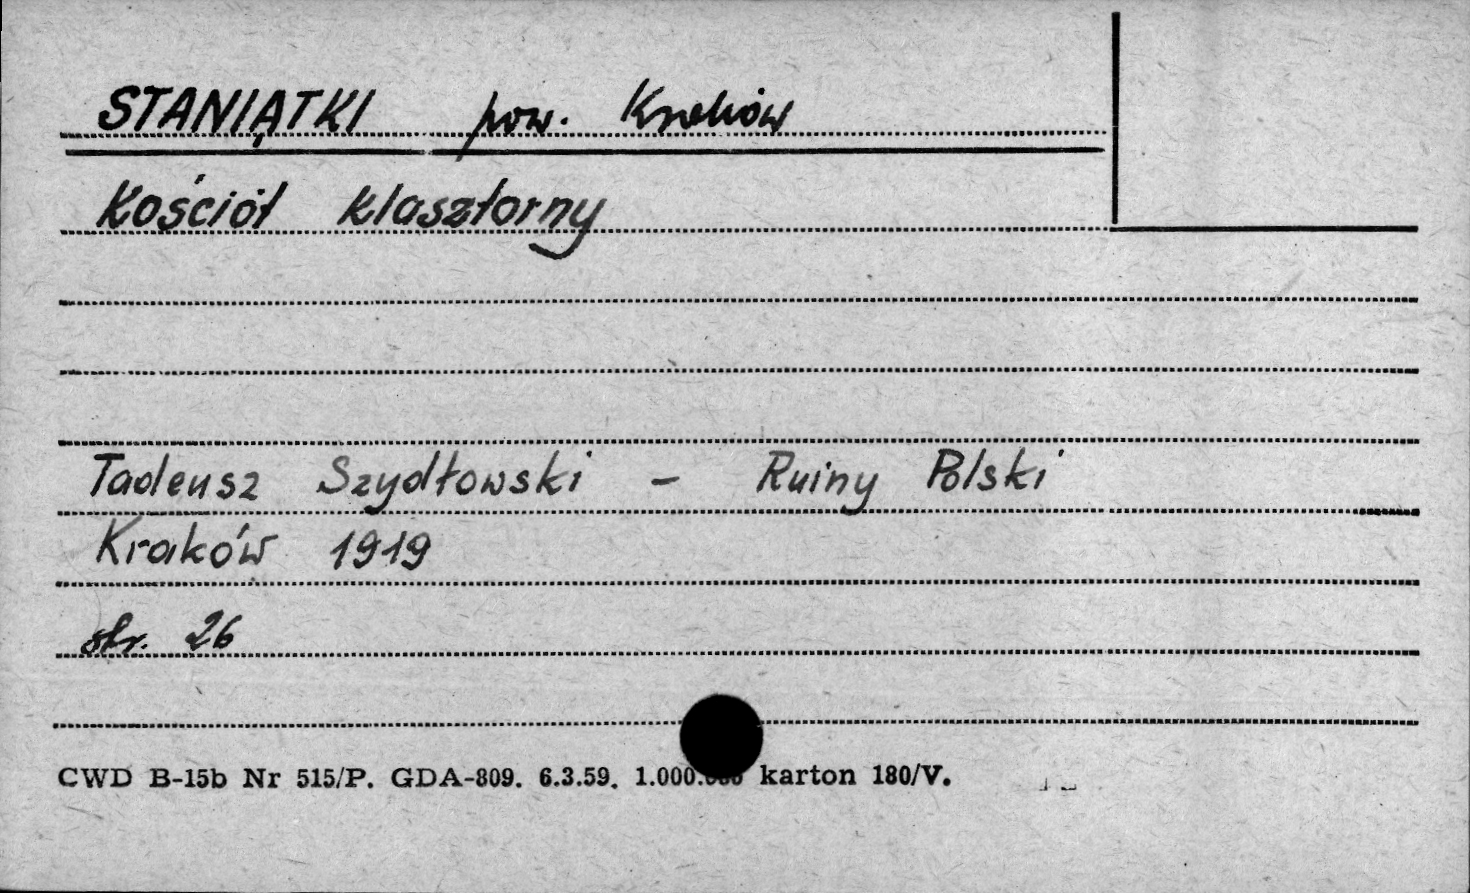 STANIĄTKI pow. Kraków
Kościół klasztorny
Tadeusz Szydłowski - Ruiny Polski
Kraków 1919
str. 26
CWD B-15b Nr 515/P. GDA-809. 6.3.59. 1.000.000 karton 180/V.